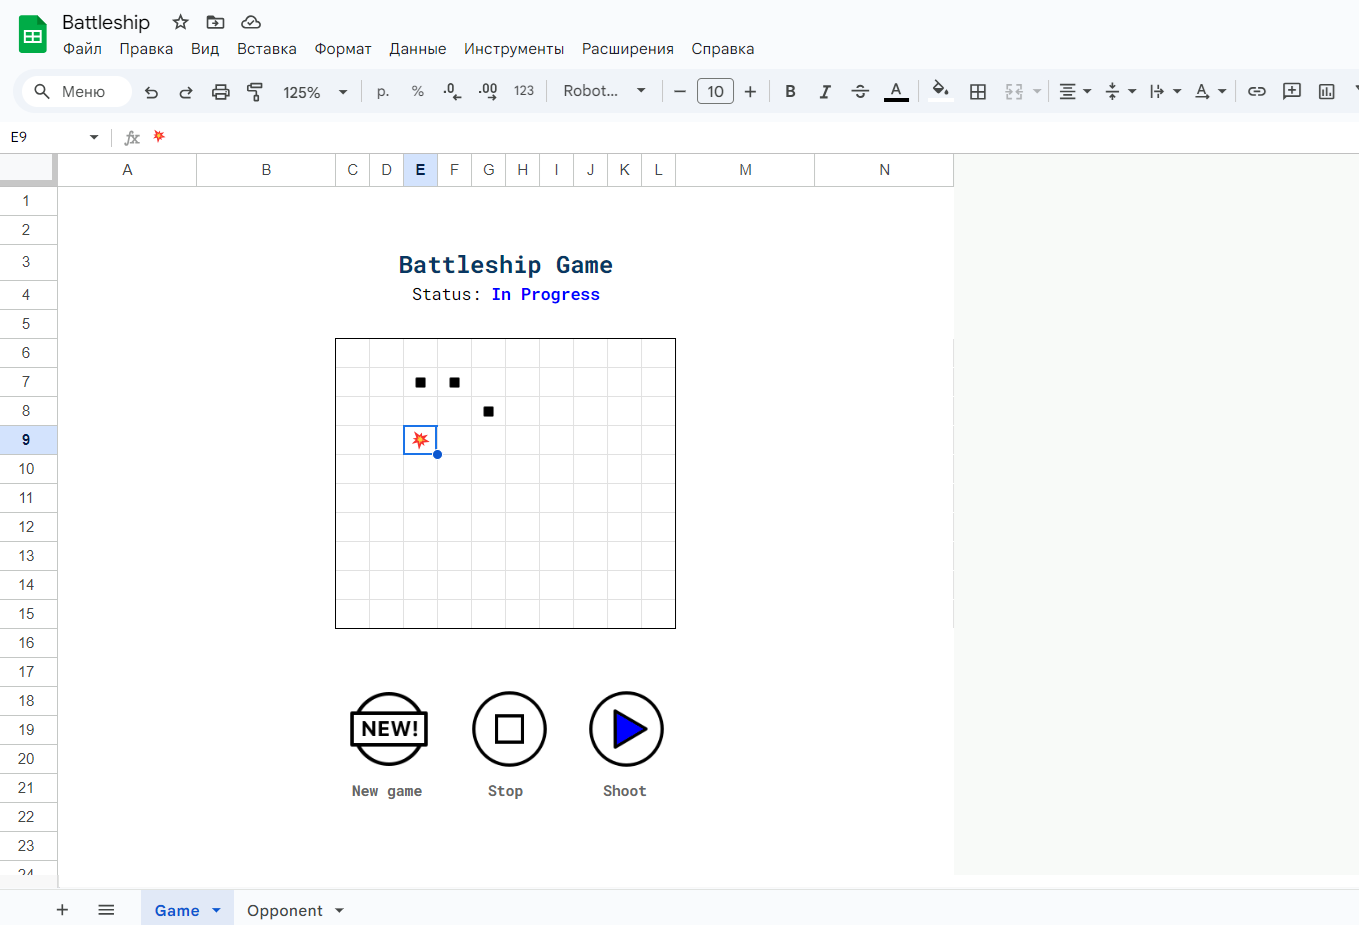 Battleship
Файл Правка Вид Вставка Формат Данные Инструменты Расширения Справка
Меню 125% р. % .0 .00 123 Robot... 10 B I A A
E9 fx
A B C D E F G H I J K L M N
1
2
3 Battleship Game
4 Status: In Progress
5
6
7
8
9
10
11
12
13
14
15
16
17
18
19 NEW!
20
21 New game Stop Shoot
22
23
24
Game Opponent